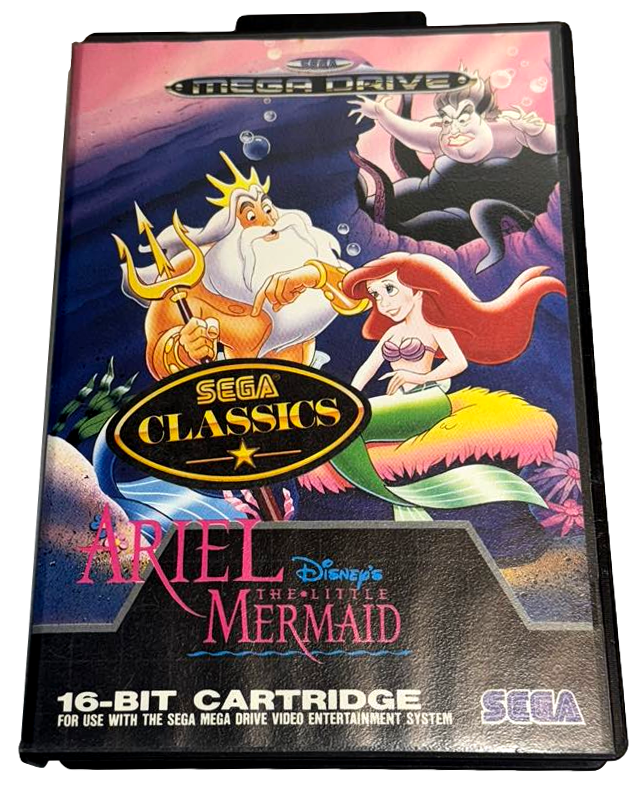 SEGA
MEGA DRIVE
SEGA
CLASSICS
ARIEL
Disney's
THE•LITTLE
MERMAID
16-BIT CARTRIDGE
FOR USE WITH THE SEGA MEGA DRIVE VIDEO ENTERTAINMENT SYSTEM
SEGA